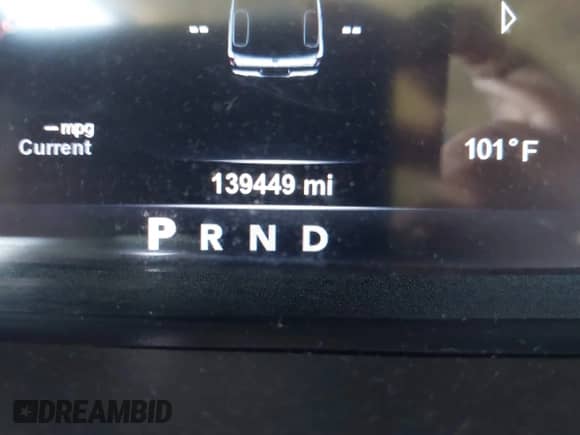 -- --
– mpg
Current
101°F
139449 mi
P R N D
DREAMBID